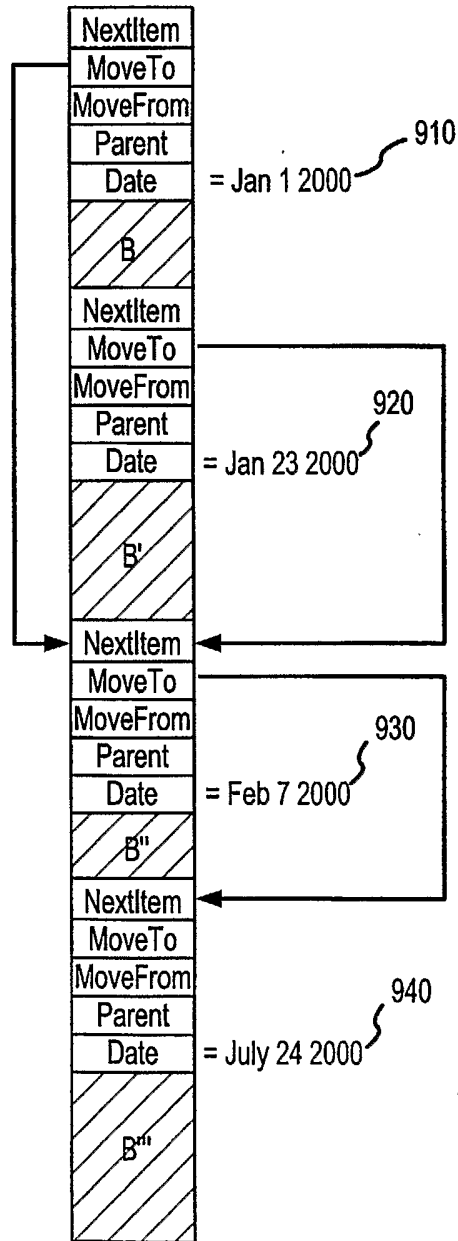 NextItem
MoveTo
MoveFrom
Parent
910
Date = Jan 1 2000
B
NextItem
MoveTo
MoveFrom
920
Parent
Date = Jan 23 2000
B'
NextItem
MoveTo
MoveFrom
930
Parent
Date = Feb 7 2000
B"
NextItem
MoveTo
MoveFrom
940
Parent
Date = July 24 2000
B'''